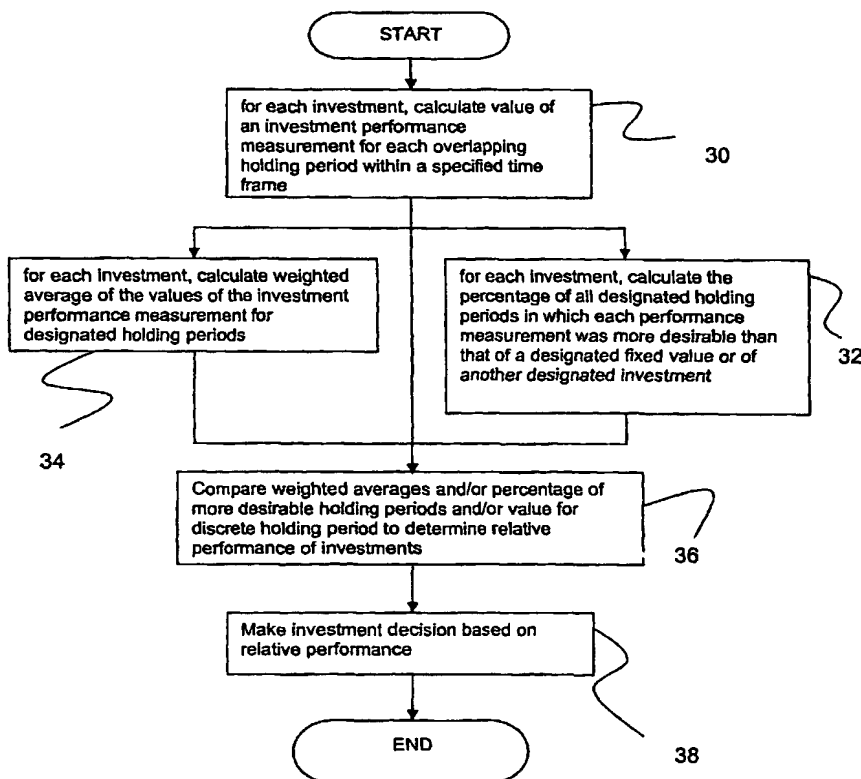 START
for each investment, calculate value of
an investment performance
measurement for each overlapping
holding period within a specified time
frame
30
for each investment, calculate weighted
average of the values of the investment
performance measurement for
designated holding periods
34
for each investment, calculate the
percentage of all designated holding
periods in which each performance
measurement was more desirable than
that of a designated fixed value or of
another designated investment
32
Compare weighted averages and/or percentage of
more desirable holding periods and/or value for
discrete holding period to determine relative
performance of investments
36
Make investment decision based on
relative performance
38
END